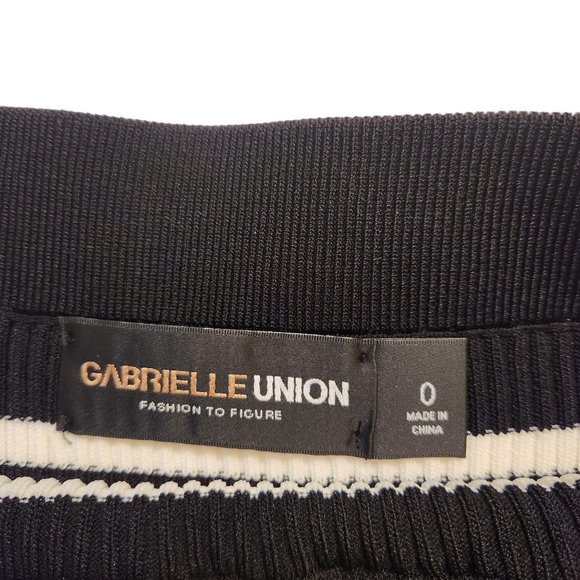 GABRIELLE UNION
FASHION TO FIGURE
0
MADE IN
CHINA